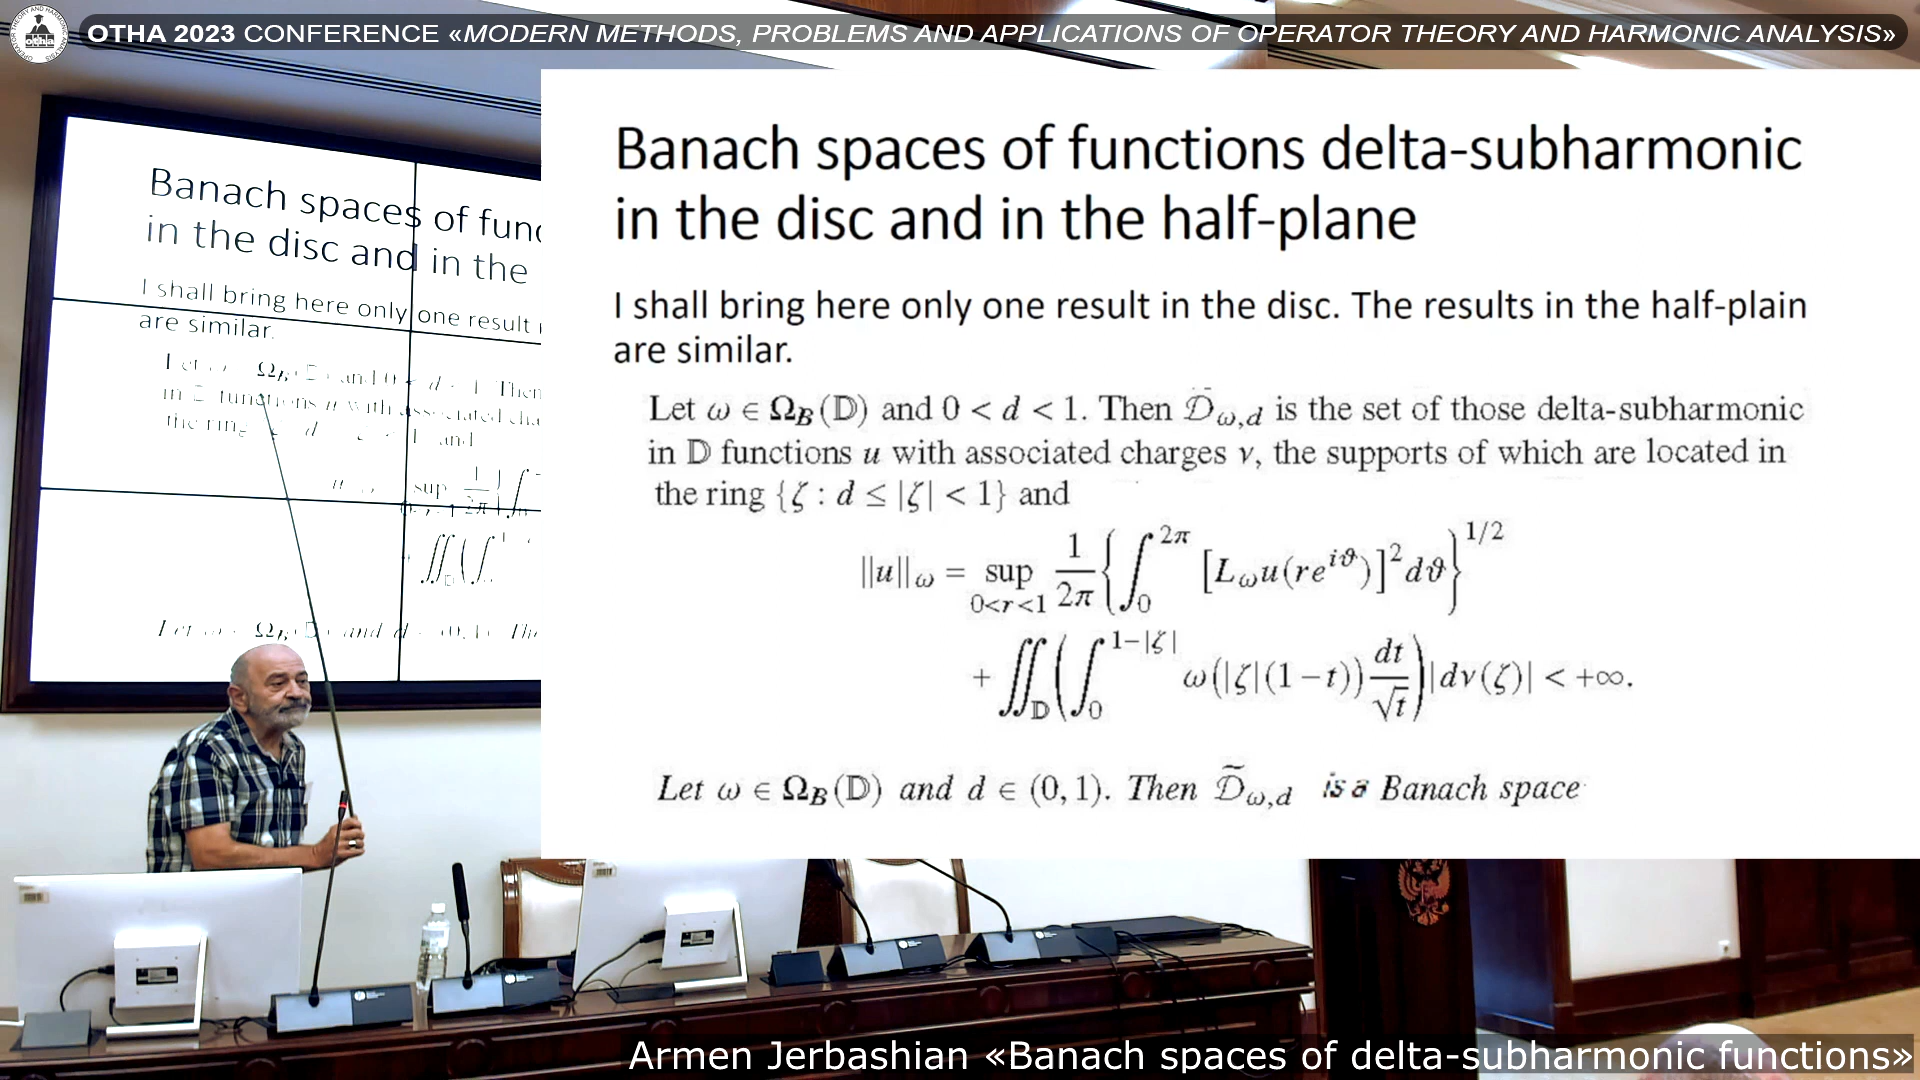 OTHA 2023 CONFERENCE «MODERN METHODS, PROBLEMS AND APPLICATIONS OF OPERATOR THEORY AND HARMONIC ANALYSIS»
Banach spaces of func
in the disc and in the
I shall bring here only one result
are similar.
Banach spaces of functions delta-subharmonic
in the disc and in the half-plane
I shall bring here only one result in the disc. The results in the half-plain
are similar.
Let ω ∈ Ω_B(𝔻) and 0 < d < 1. Then 𝒟̃_{ω,d} is the set of those delta-subharmonic
in 𝔻 functions u with associated charges ν, the supports of which are located in
the ring {ζ : d ≤ |ζ| < 1} and
||u||_ω = sup_{0<r<1} 1/2π {∫_0^{2π} [L_ω u(re^{iϑ})]² dϑ}^{1/2}
+ ∬_𝔻 (∫_0^{1−|ζ|} ω(|ζ|(1−t)) dt/√t) |dν(ζ)| < +∞.
Let ω ∈ Ω_B(𝔻) and d ∈ (0, 1). Then 𝒟̃_{ω,d} is a Banach space
Armen Jerbashian «Banach spaces of delta-subharmonic functions»